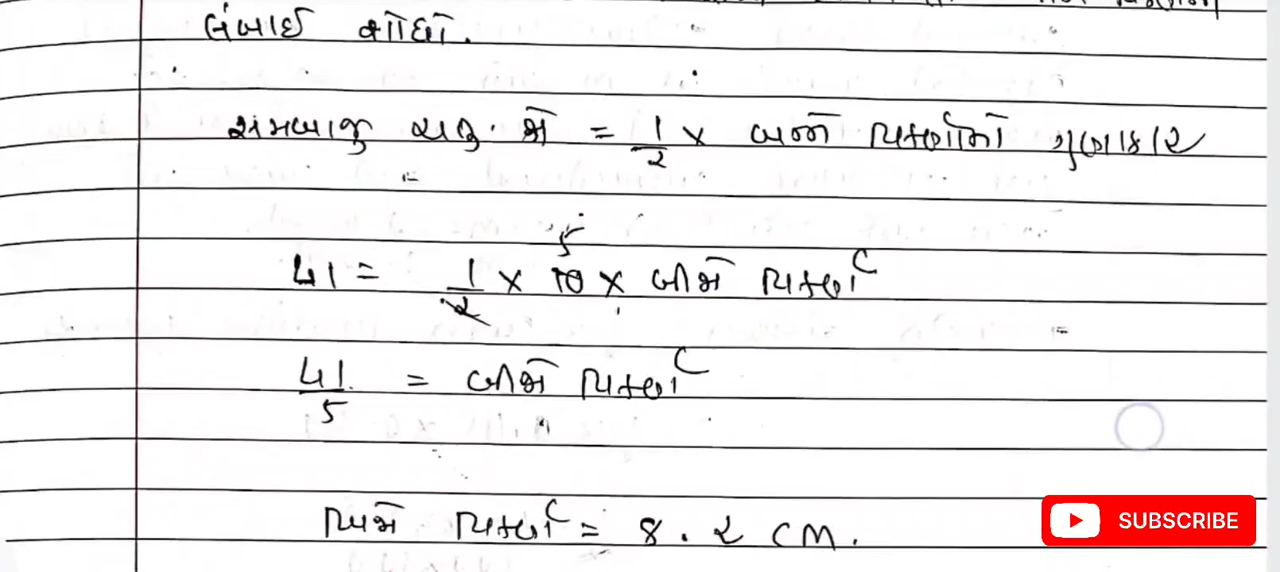 લંબાઈ શોધો.
સમબાજુ ચતુ. ક્ષે = 1/2 × બન્ને વિકર્ણોનો ગુણાકાર
41 = 1/2 × 10 × બીજો વિકર્ણ
5
41/5 = બીજો વિકર્ણ
વિકર્ણ = 8.2 CM.
SUBSCRIBE